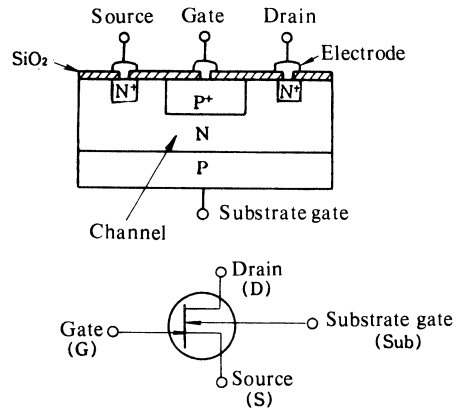 Source Gate Drain
SiO₂
Electrode
N⁺ P⁺ N⁺
N
P
Substrate gate
Channel
Drain
(D)
Gate
(G)
Substrate gate
(Sub)
Source
(S)